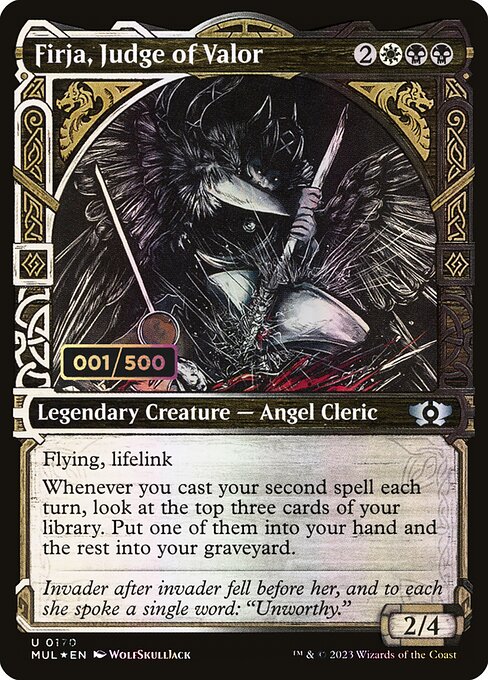 Firja, Judge of Valor 2
001/500
Legendary Creature — Angel Cleric
Flying, lifelink
Whenever you cast your second spell each
turn, look at the top three cards of your
library. Put one of them into your hand and
the rest into your graveyard.
Invader after invader fell before her, and to each
she spoke a single word: “Unworthy.”
2/4
U 0170
MUL★EN WolfSkullJack
™ & © 2023 Wizards of the Coast